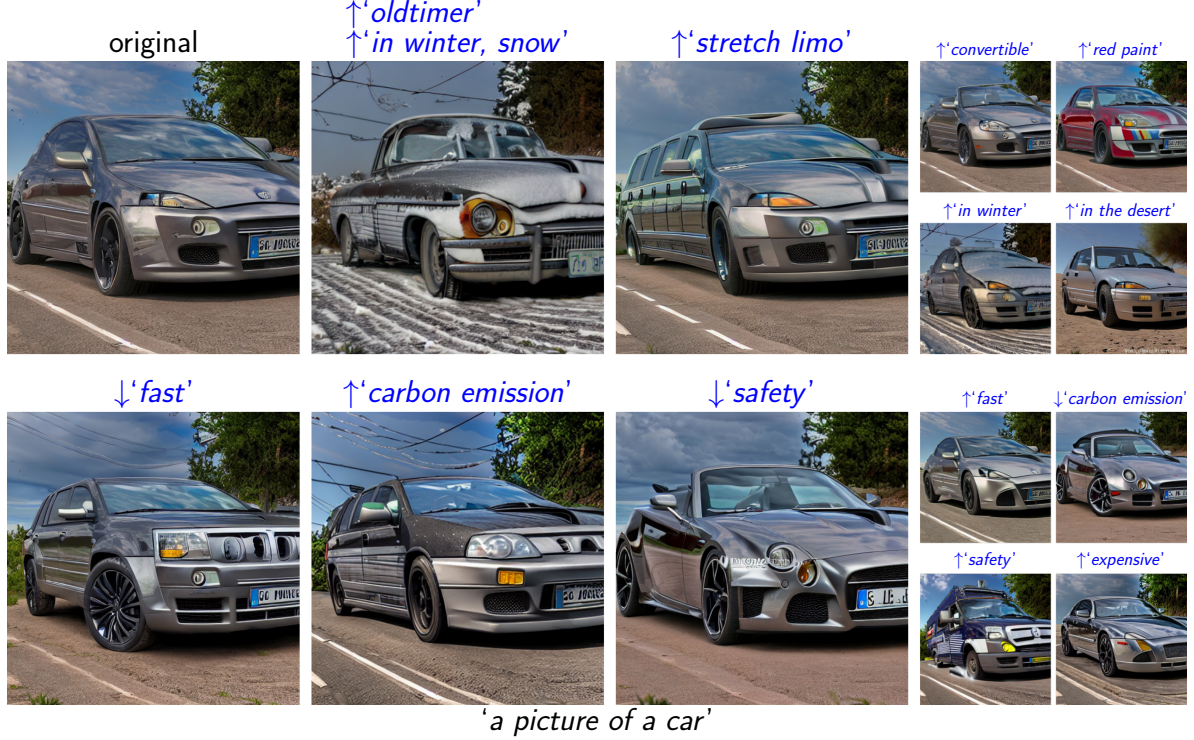 ↑‘oldtimer’
original
↑‘in winter, snow’
↑‘stretch limo’
↑‘convertible’
↑‘red paint’
↑‘in winter’
↑‘in the desert’
↓‘fast’
↑‘carbon emission’
↓‘safety’
↑‘fast’
↓‘carbon emission’
↑‘safety’
↑‘expensive’
‘a picture of a car’